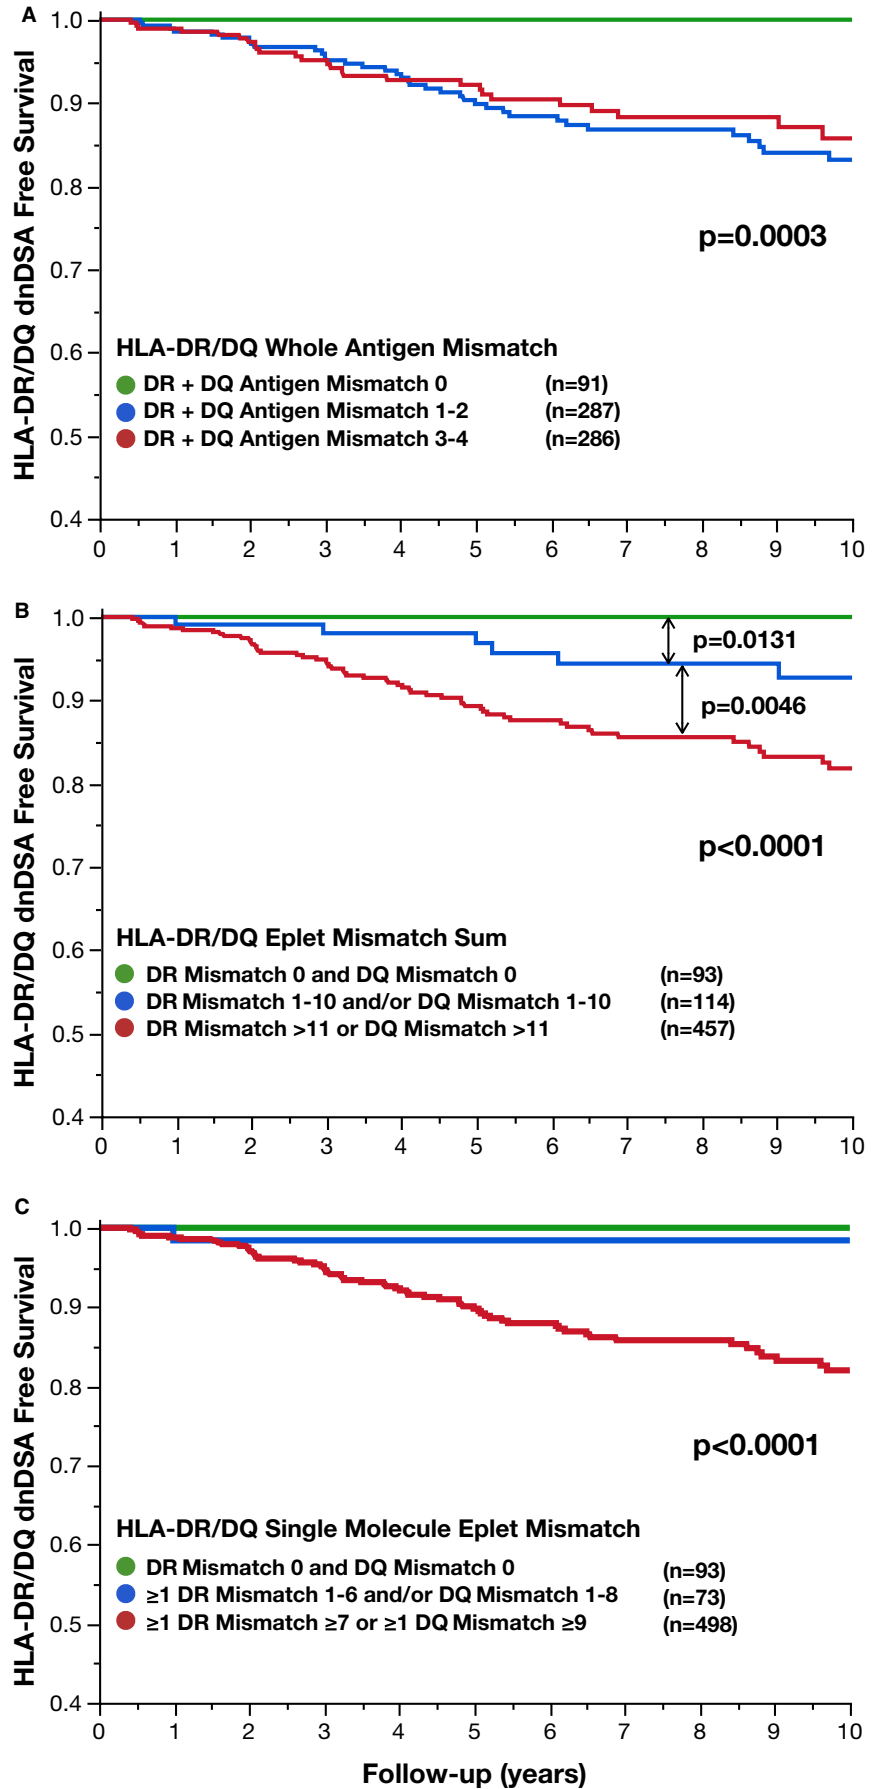 A
HLA-DR/DQ dnDSA Free Survival
1.0
0.9
0.8
0.7
0.6
0.5
0.4
p=0.0003
HLA-DR/DQ Whole Antigen Mismatch
DR + DQ Antigen Mismatch 0 (n=91)
DR + DQ Antigen Mismatch 1-2 (n=287)
DR + DQ Antigen Mismatch 3-4 (n=286)
0 1 2 3 4 5 6 7 8 9 10
B
HLA-DR/DQ dnDSA Free Survival
1.0
0.9
0.8
0.7
0.6
0.5
0.4
p=0.0131
p=0.0046
p<0.0001
HLA-DR/DQ Eplet Mismatch Sum
DR Mismatch 0 and DQ Mismatch 0 (n=93)
DR Mismatch 1-10 and/or DQ Mismatch 1-10 (n=114)
DR Mismatch >11 or DQ Mismatch >11 (n=457)
0 1 2 3 4 5 6 7 8 9 10
C
HLA-DR/DQ dnDSA Free Survival
1.0
0.9
0.8
0.7
0.6
0.5
0.4
p<0.0001
HLA-DR/DQ Single Molecule Eplet Mismatch
DR Mismatch 0 and DQ Mismatch 0 (n=93)
≥1 DR Mismatch 1-6 and/or DQ Mismatch 1-8 (n=73)
≥1 DR Mismatch ≥7 or ≥1 DQ Mismatch ≥9 (n=498)
0 1 2 3 4 5 6 7 8 9 10
Follow-up (years)